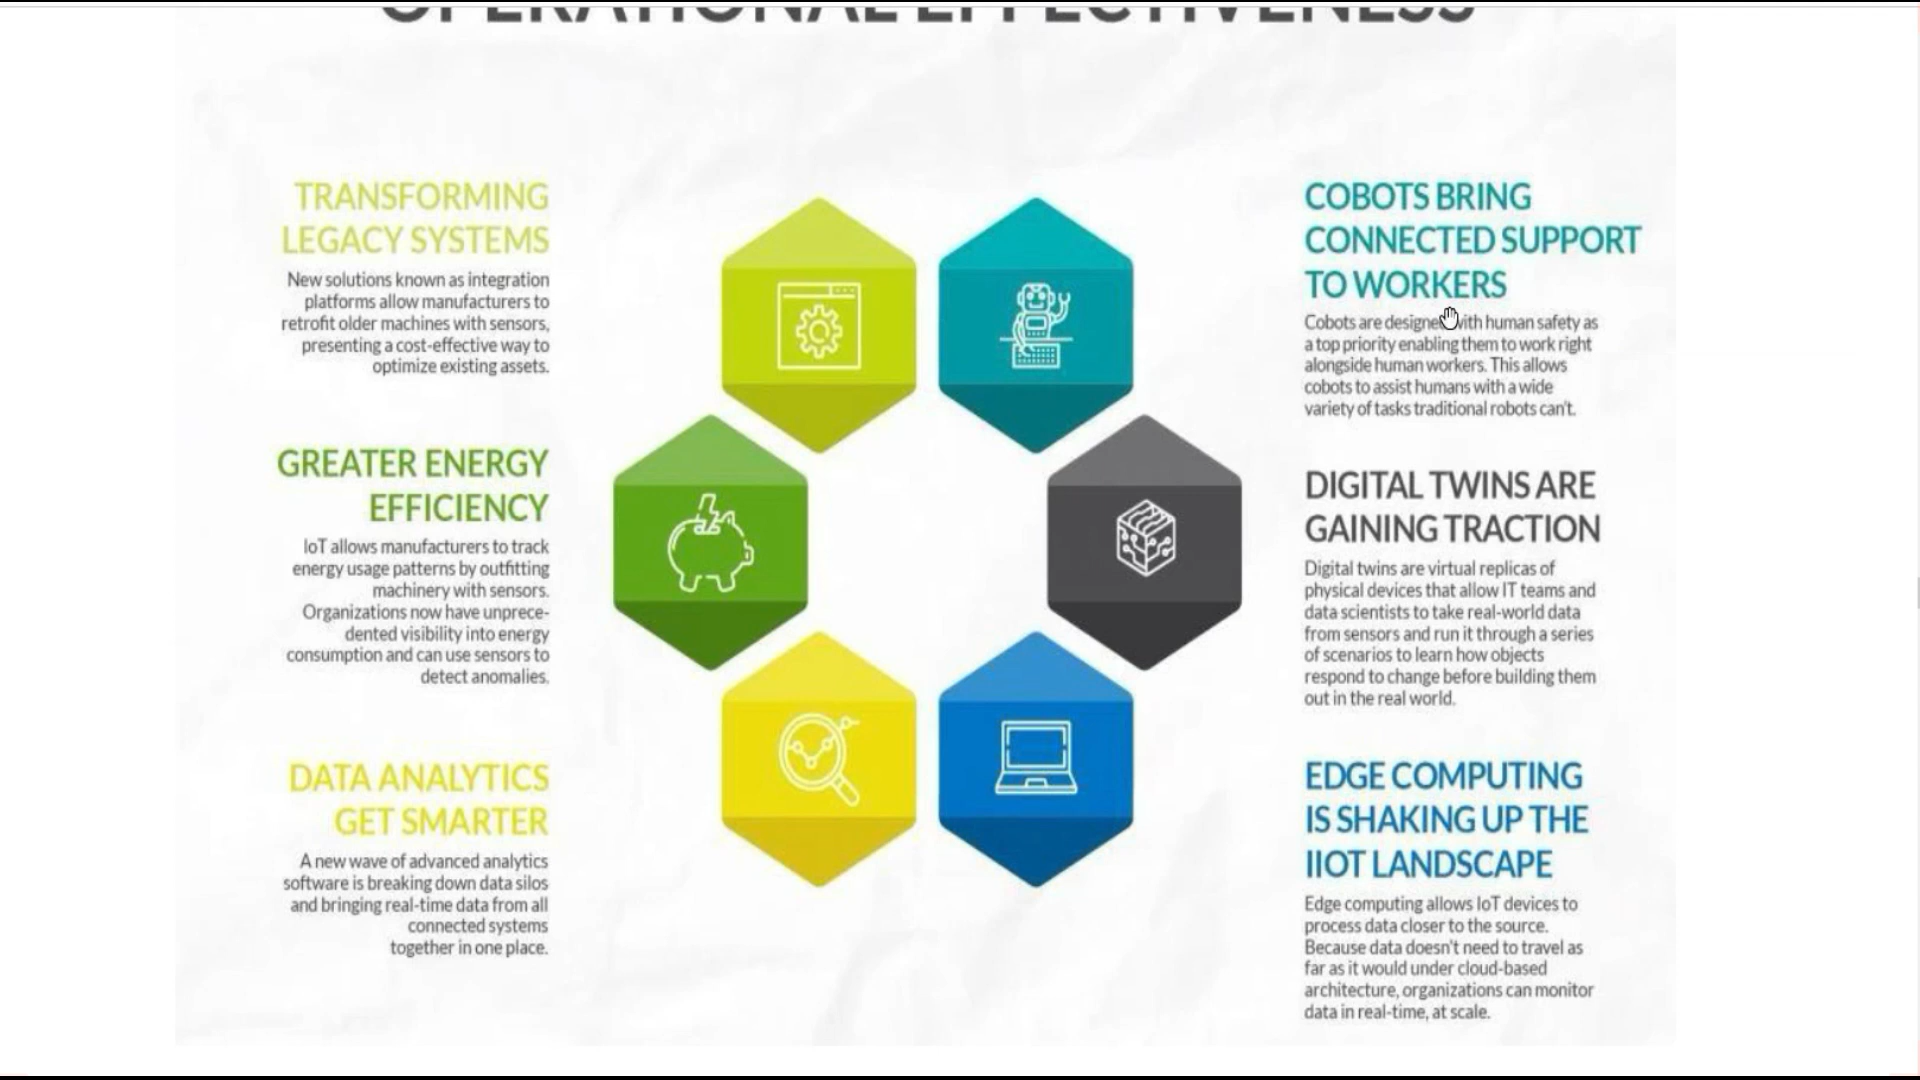 OPERATIONAL EFFECTIVENESS
TRANSFORMING
LEGACY SYSTEMS
New solutions known as integration
platforms allow manufacturers to
retrofit older machines with sensors,
presenting a cost-effective way to
optimize existing assets.
GREATER ENERGY
EFFICIENCY
IoT allows manufacturers to track
energy usage patterns by outfitting
machinery with sensors.
Organizations now have unprece-
dented visibility into energy
consumption and can use sensors to
detect anomalies.
DATA ANALYTICS
GET SMARTER
A new wave of advanced analytics
software is breaking down data silos
and bringing real-time data from all
connected systems
together in one place.
COBOTS BRING
CONNECTED SUPPORT
TO WORKERS
Cobots are designed with human safety as
a top priority enabling them to work right
alongside human workers. This allows
cobots to assist humans with a wide
variety of tasks traditional robots can't.
DIGITAL TWINS ARE
GAINING TRACTION
Digital twins are virtual replicas of
physical devices that allow IT teams and
data scientists to take real-world data
from sensors and run it through a series
of scenarios to learn how objects
respond to change before building them
out in the real world.
EDGE COMPUTING
IS SHAKING UP THE
IIOT LANDSCAPE
Edge computing allows IoT devices to
process data closer to the source.
Because data doesn't need to travel as
far as it would under cloud-based
architecture, organizations can monitor
data in real-time, at scale.